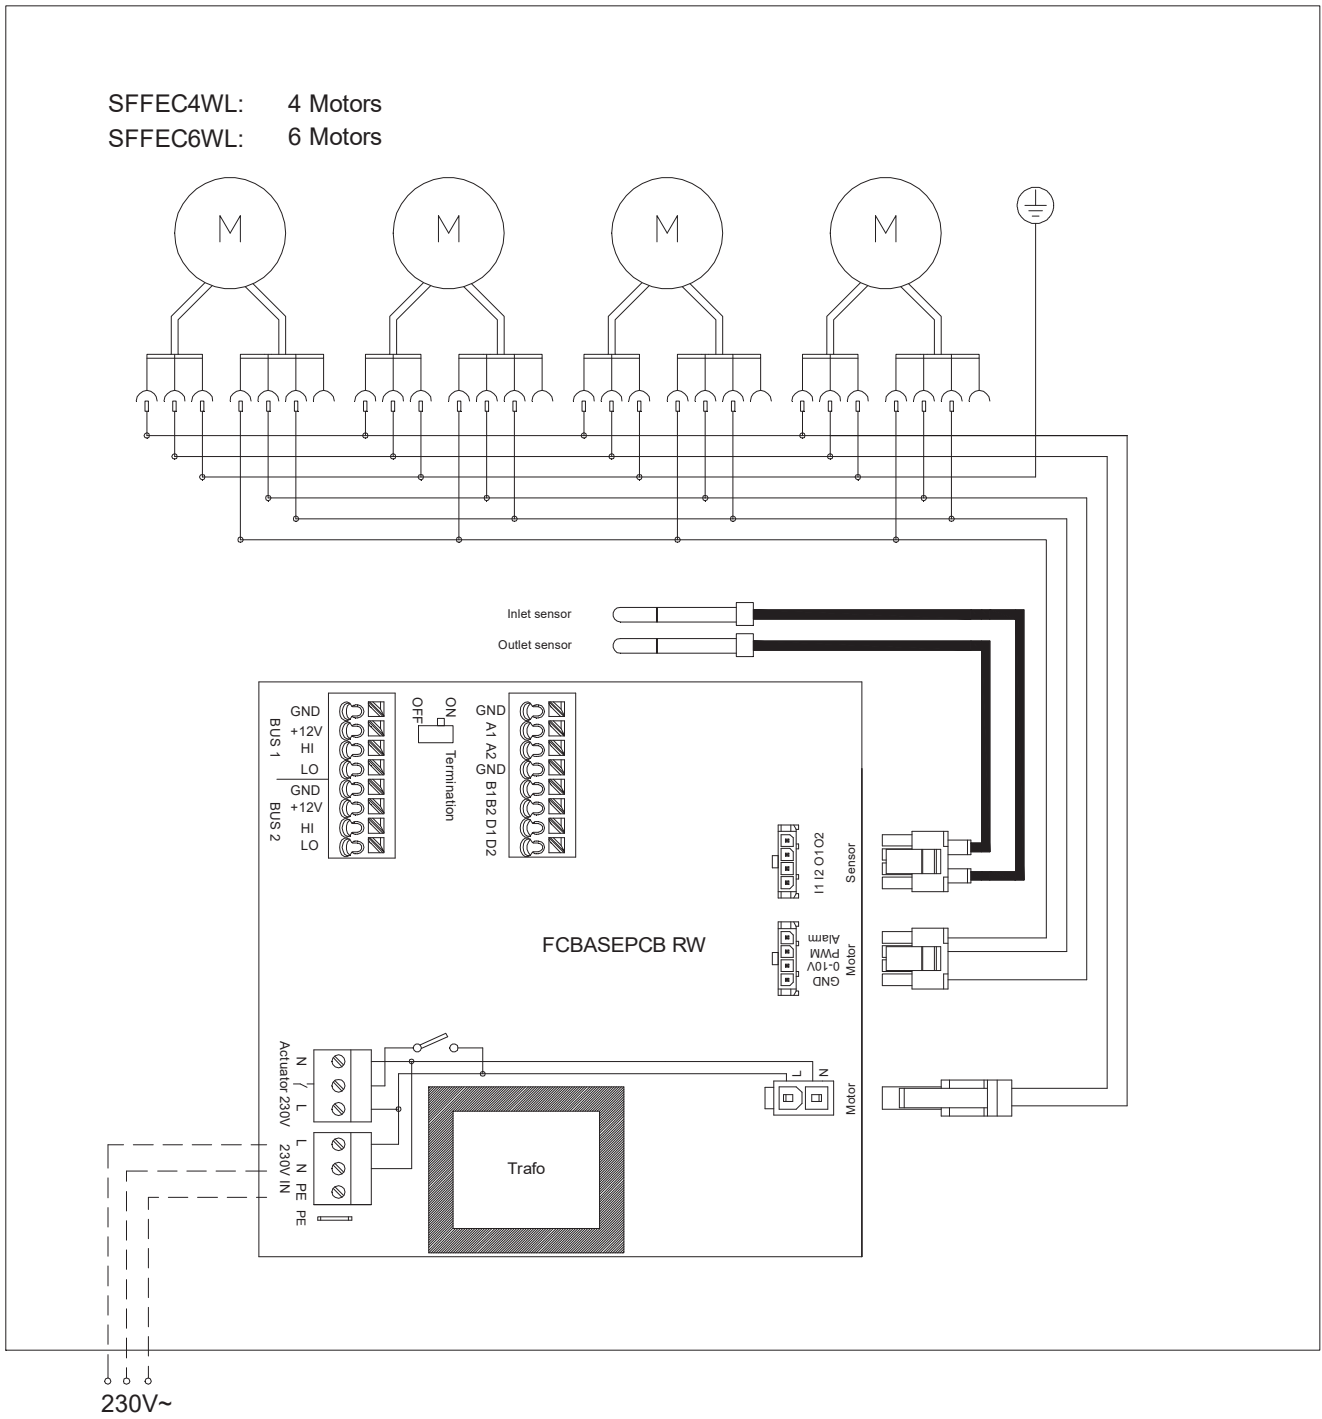 SFFEC4WL: 4 Motors
SFFEC6WL: 6 Motors
M M M M
Inlet sensor
Outlet sensor
BUS 1
GND
+12V
HI
LO
BUS 2
GND
+12V
HI
LO
ON
OFF
Termination
GND
A1
A2
GND
B1
B2
D1
D2
I1 I2 O1 O2
Sensor
FCBASEPCB RW
Alarm
PWM
0-10V
GND
Motor
Actuator 230V
N
L
L N
Motor
230V IN
L
N
PE
PE
Trafo
230V~